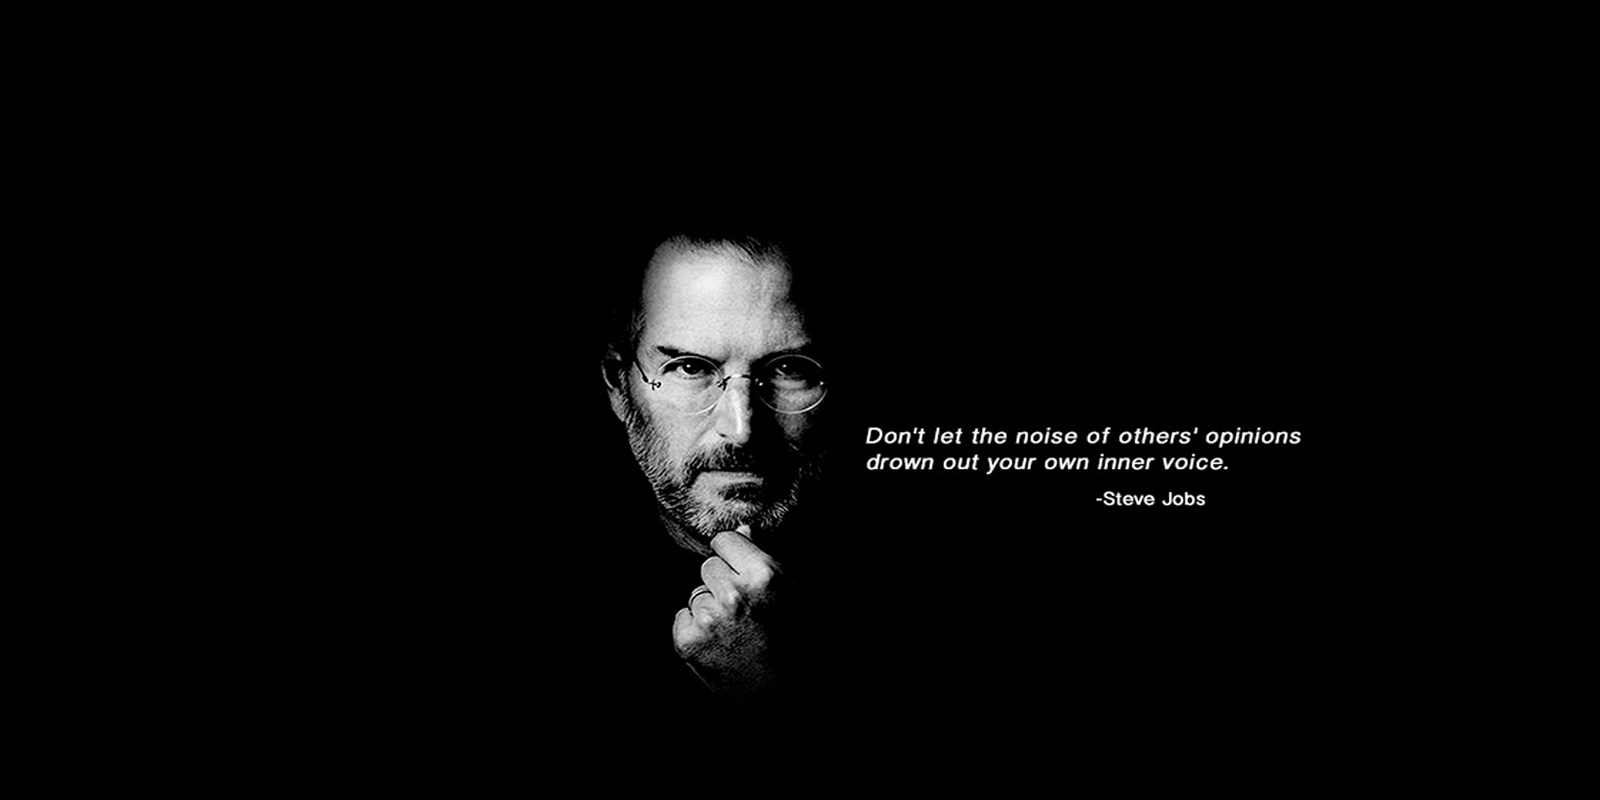 Don't let the noise of others' opinions
drown out your own inner voice.
-Steve Jobs